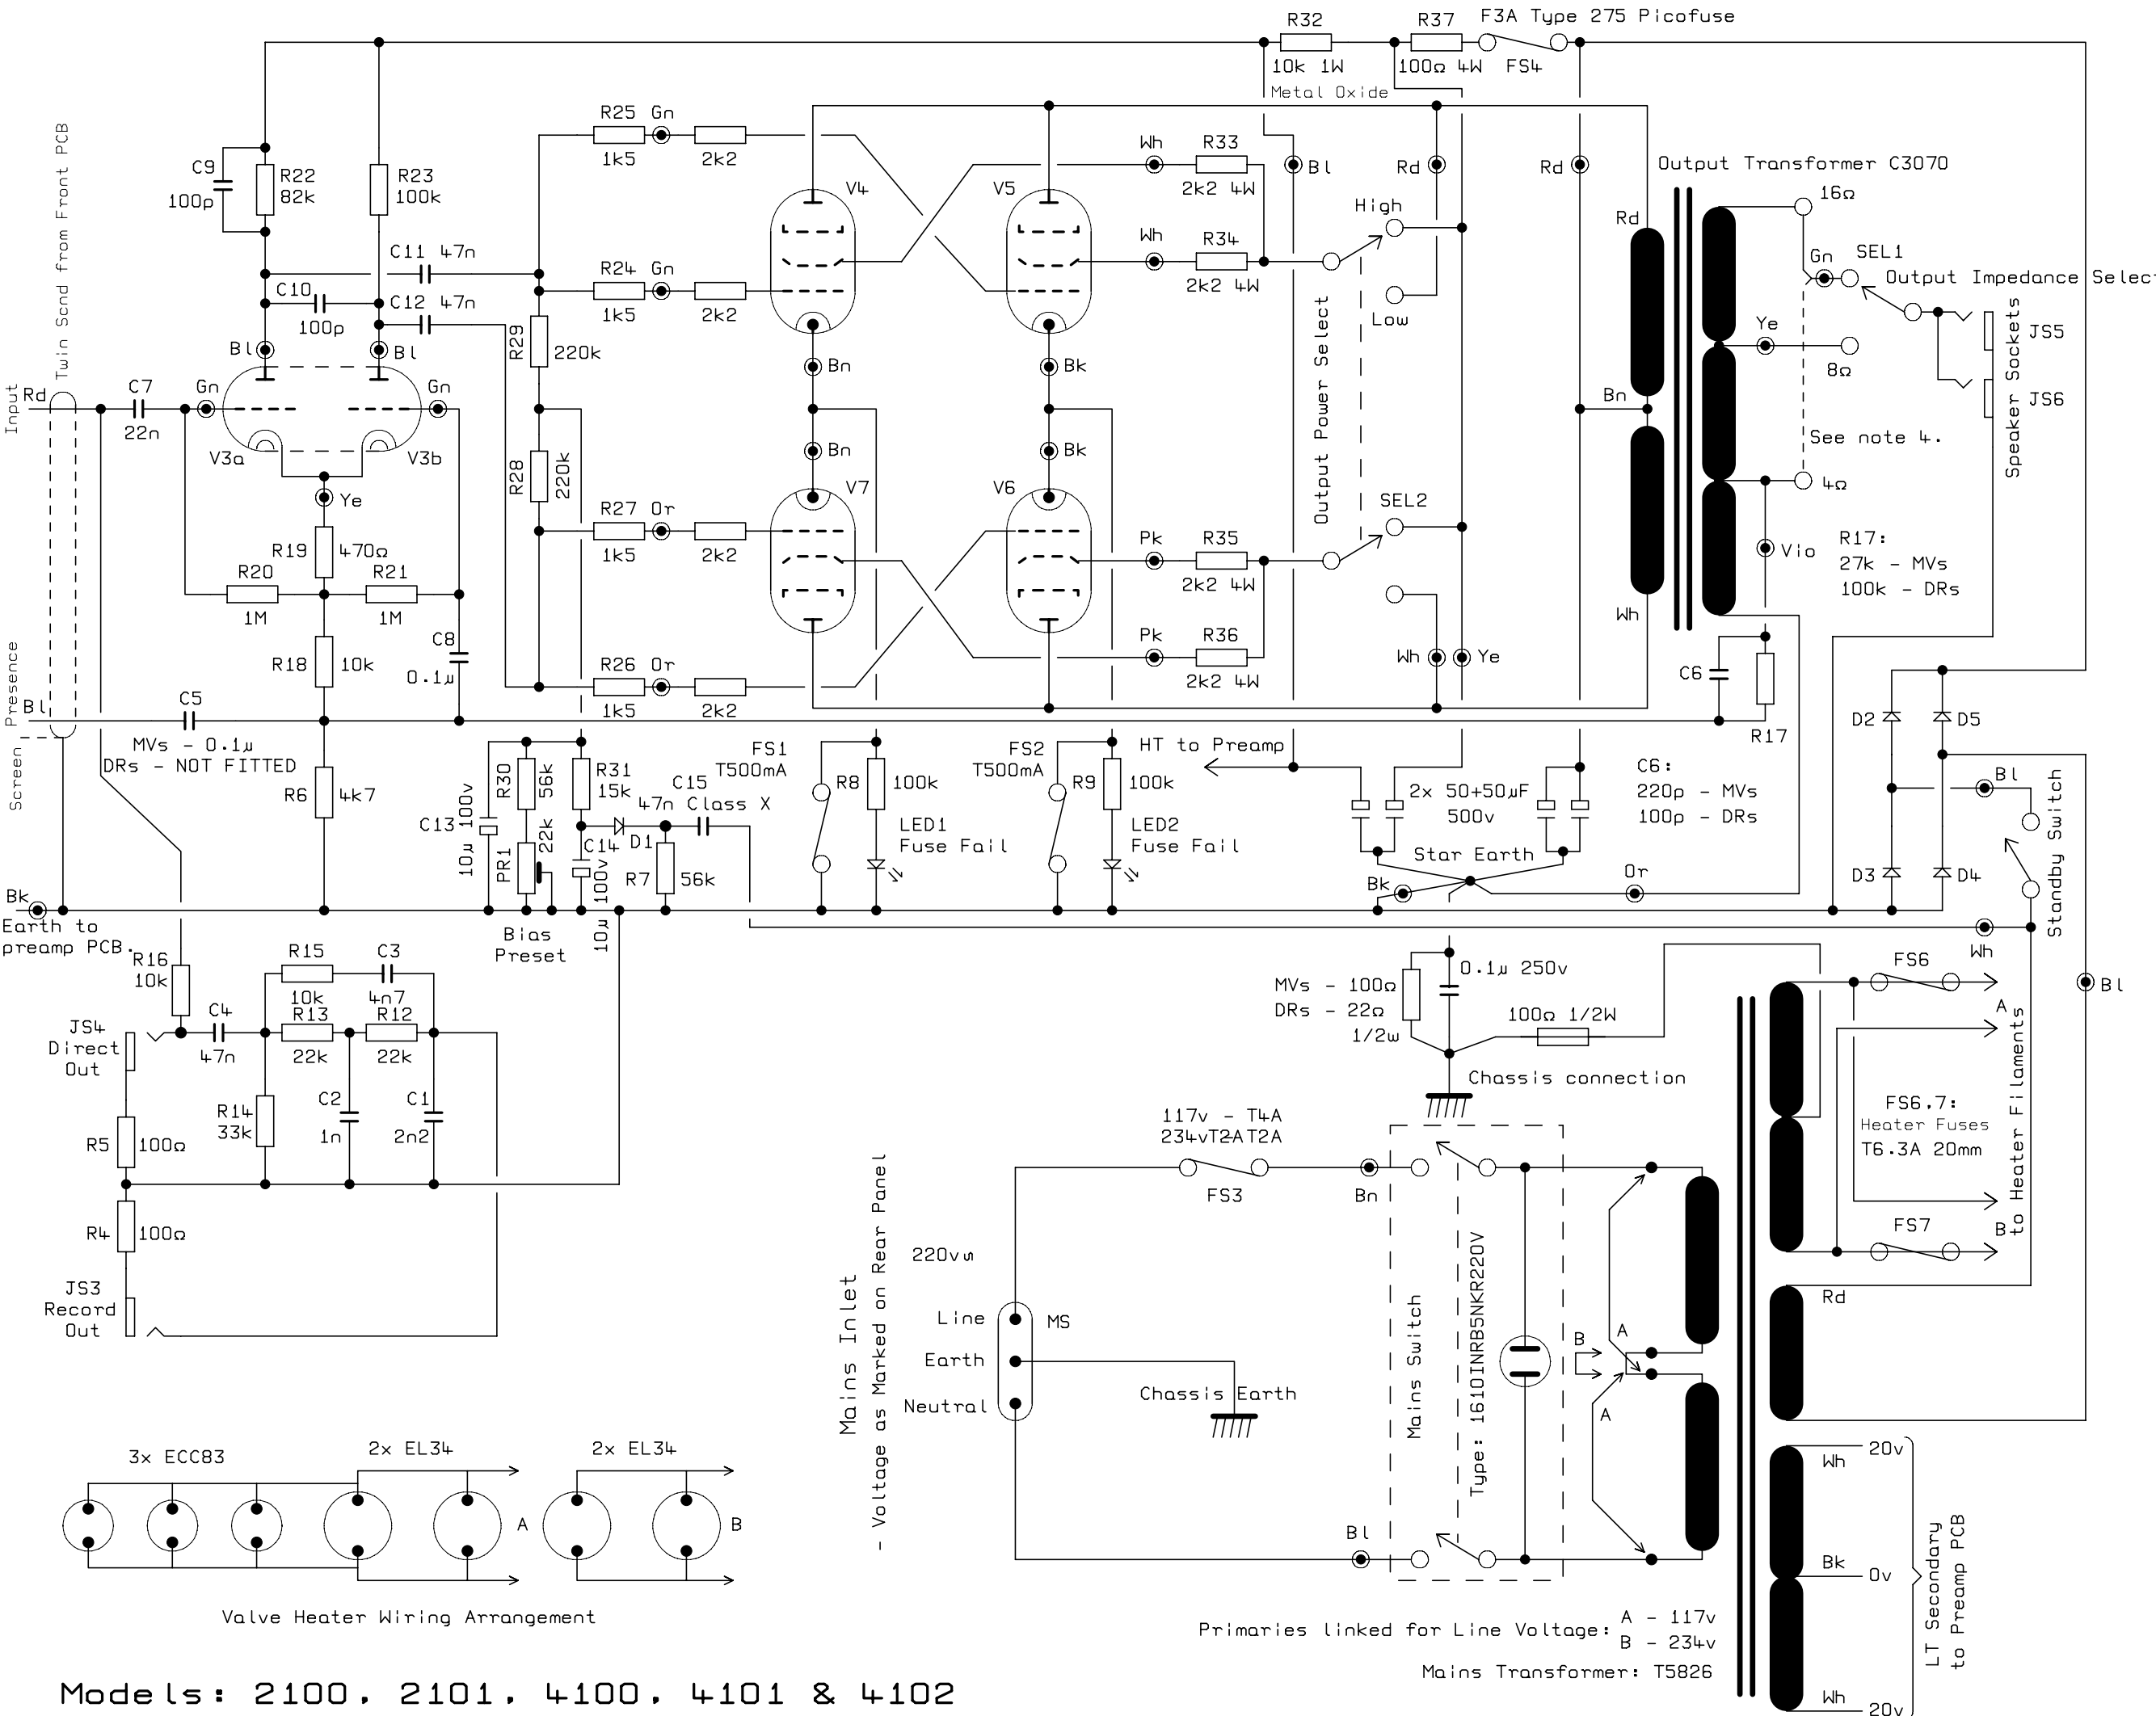 R32
R37
F3A Type 275 Picofuse
10k 1W
100Ω 4W
FS4
Metal Oxide
Twin Scnd from Front PCB
C9
100p
R22
82k
R23
100k
R25
Gn
1k5
2k2
Wh
R33
2k2 4W
Bl
Rd
Rd
Output Transformer C3070
16Ω
V4
V5
High
Rd
C11 47n
R24
Gn
1k5
2k2
Wh
R34
2k2 4W
Low
Gn
SEL1
Output Impedance Select
C10
100p
C12 47n
Bl
Bl
R29
220k
Output Power Select
Ye
8Ω
JS5
JS6
Speaker Sockets
Bn
Bk
Input
Rd
C7
22n
Gn
Gn
V3a
V3b
Bn
See note 4.
R28
220k
Bn
Bk
V7
V6
SEL2
4Ω
Ye
R27
Or
1k5
2k2
Pk
R35
2k2 4W
Vio
R17:
27k - MVs
100k - DRs
R19
470Ω
R20
1M
R21
1M
Wh
C8
0.1µ
R18
10k
R26
Or
1k5
2k2
Pk
R36
2k2 4W
Wh
Ye
C6
R17
Presence
Bl
C5
MVs - 0.1µ
DRs - NOT FITTED
Screen
R6
4k7
D2
D5
C13
10µ 100v
R30
56k
R31
15k
C15
47n Class X
FS1
T500mA
R8
100k
FS2
T500mA
R9
100k
HT to Preamp
2x 50+50µF
500v
C6:
220p - MVs
100p - DRs
Bl
Standby Switch
PR1
22k
C14
10µ 100v
D1
R7
56k
LED1
Fuse Fail
LED2
Fuse Fail
Star Earth
Bk
Or
D3
D4
Bk
Earth to
preamp PCB.
Bias
Preset
Wh
R16
10k
R15
10k
C3
4n7
MVs - 100Ω
DRs - 22Ω
1/2w
0.1µ 250v
100Ω 1/2W
FS6
A
Bl
JS4
Direct
Out
C4
47n
R13
22k
R12
22k
Chassis connection
to Heater Filaments
R5
100Ω
R14
33k
C2
1n
C1
2n2
117v - T4A
234vT2-AT2A
FS3
Bn
FS6,7:
Heater Fuses
T6.3A 20mm
R4
100Ω
B
FS7
JS3
Record
Out
Mains Inlet
- Voltage as Marked on Rear Panel
220v
Line
MS
Earth
Neutral
Chassis Earth
Mains Switch
Type: 1610INRB5NKR220V
B
A
A
Rd
3x ECC83
2x EL34
2x EL34
A
B
Bl
20v
Wh
Bk
0v
Wh
20v
LT Secondary
to Preamp PCB
Valve Heater Wiring Arrangement
Primaries linked for Line Voltage:
A - 117v
B - 234v
Mains Transformer: T5826
Models: 2100, 2101, 4100, 4101 & 4102